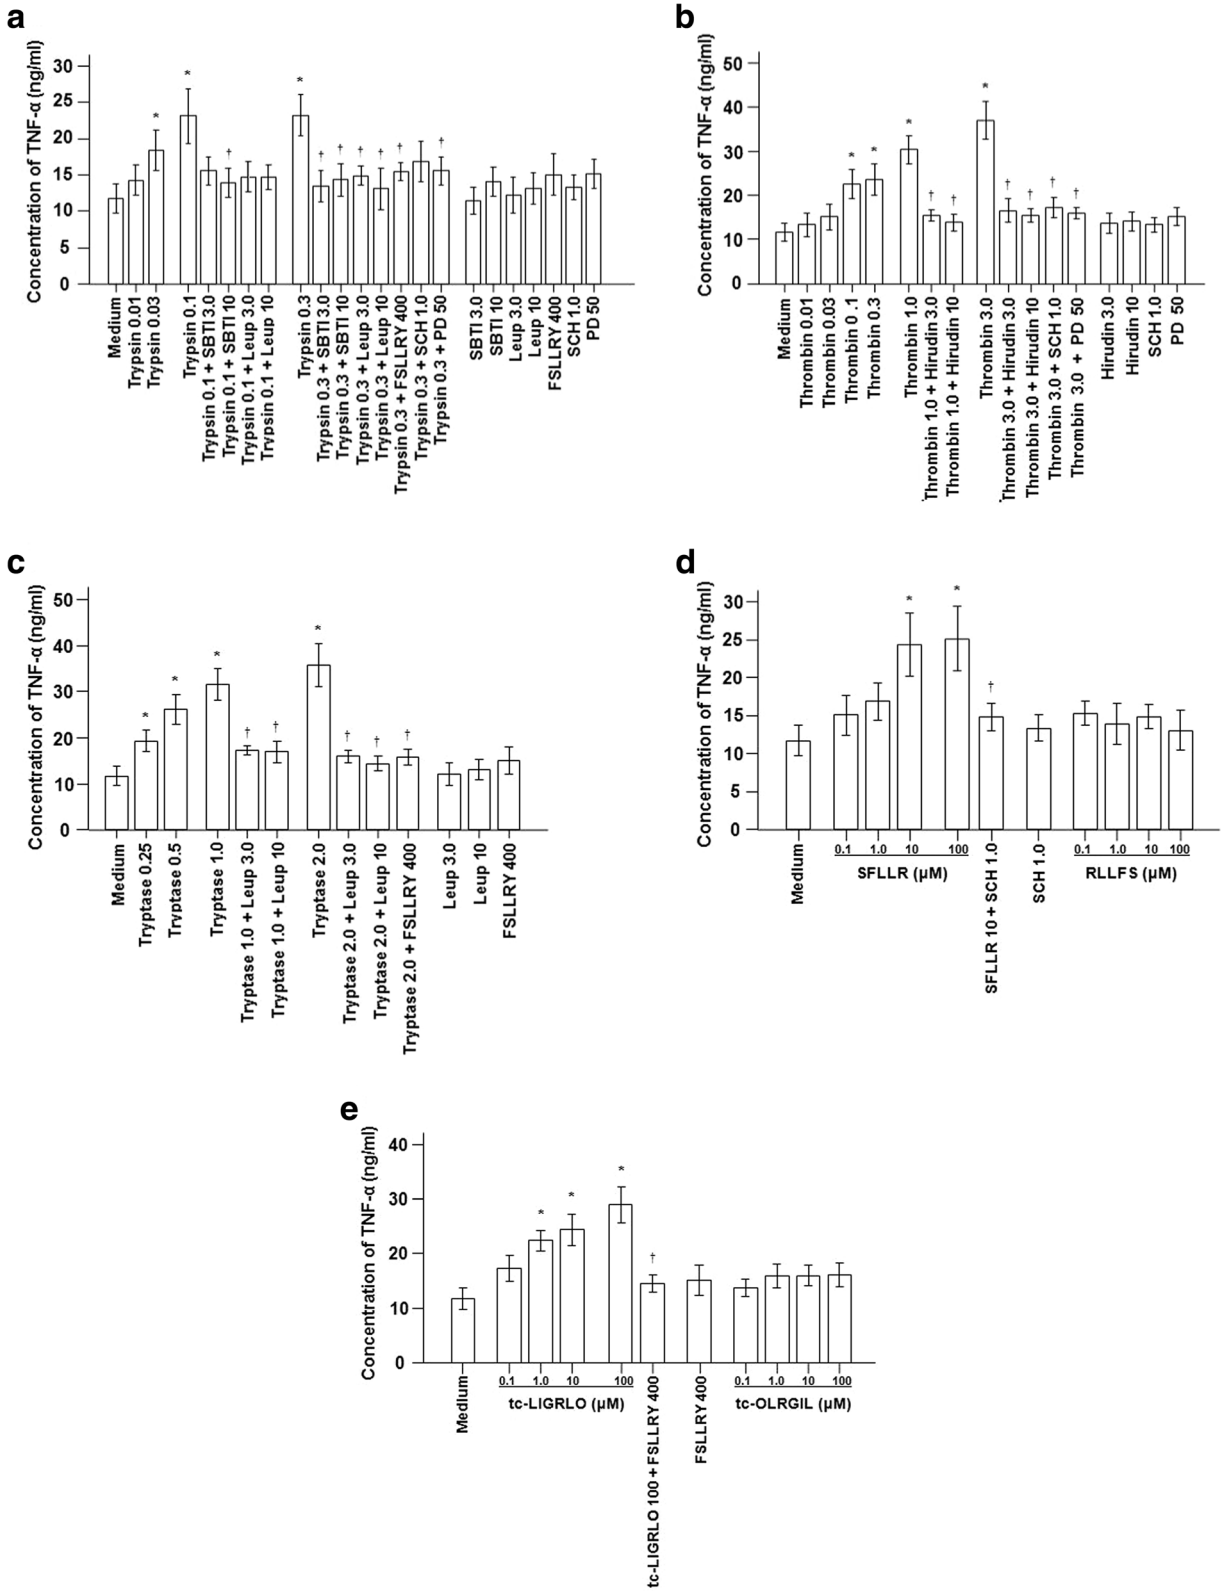 a
Concentration of TNF-α (ng/ml)
30
25
20
15
10
5
0
Medium
Trypsin 0.01
Trypsin 0.03
Trypsin 0.1
Trypsin 0.1 + SBTI 3.0
Trypsin 0.1 + SBTI 10
Trypsin 0.1 + Leup 3.0
Trypsin 0.1 + Leup 10
Trypsin 0.3
Trypsin 0.3 + SBTI 3.0
Trypsin 0.3 + SBTI 10
Trypsin 0.3 + Leup 3.0
Trypsin 0.3 + Leup 10
Trypsin 0.3 + FSLLRY 400
Trypsin 0.3 + SCH 1.0
Trypsin 0.3 + PD 50
SBTI 3.0
SBTI 10
Leup 3.0
Leup 10
FSLLRY 400
SCH 1.0
PD 50
* * * † * † † † † † †
b
Concentration of TNF-α (ng/ml)
50
40
30
20
10
0
Medium
Thrombin 0.01
Thrombin 0.03
Thrombin 0 .1
Thrombin 0.3
Thrombin 1.0
Thrombin 1.0 + Hirudin 3.0
Thrombin 1.0 + Hirudin 10
Thrombin 3.0
Thrombin 3.0 + Hirudin 3.0
Thrombin 3.0 + Hirudin 10
Thrombin 3.0 + SCH 1.0
Thrombin 3.0 + PD 50
Hirudin 3.0
Hirudin 10
SCH 1.0
PD 50
* * * † † * † † † †
c
Concentration of TNF-α (ng/ml)
50
40
30
20
10
0
Medium
Tryptase 0.25
Tryptase 0.5
Tryptase 1.0
Tryptase 1.0 + Leup 3.0
Tryptase 1.0 + Leup 10
Tryptase 2.0
Tryptase 2.0 + Leup 3.0
Tryptase 2.0 + Leup 10
Tryptase 2.0 + FSLLRY 400
Leup 3.0
Leup 10
FSLLRY 400
* * * † † * † † †
d
Concentration of TNF-α (ng/ml)
30
25
20
15
10
5
0
Medium
0.1 1.0 10 100
SFLLR (µM)
SFLLR 10 + SCH 1.0
SCH 1.0
0.1 1.0 10 100
RLLFS (µM)
* * †
e
Concentration of TNF-α (ng/ml)
40
30
20
10
0
Medium
0.1 1.0 10 100
tc-LIGRLO (µM)
tc-LIGRLO 100 + FSLLRY 400
FSLLRY 400
0.1 1.0 10 100
tc-OLRGIL (µM)
* * * †